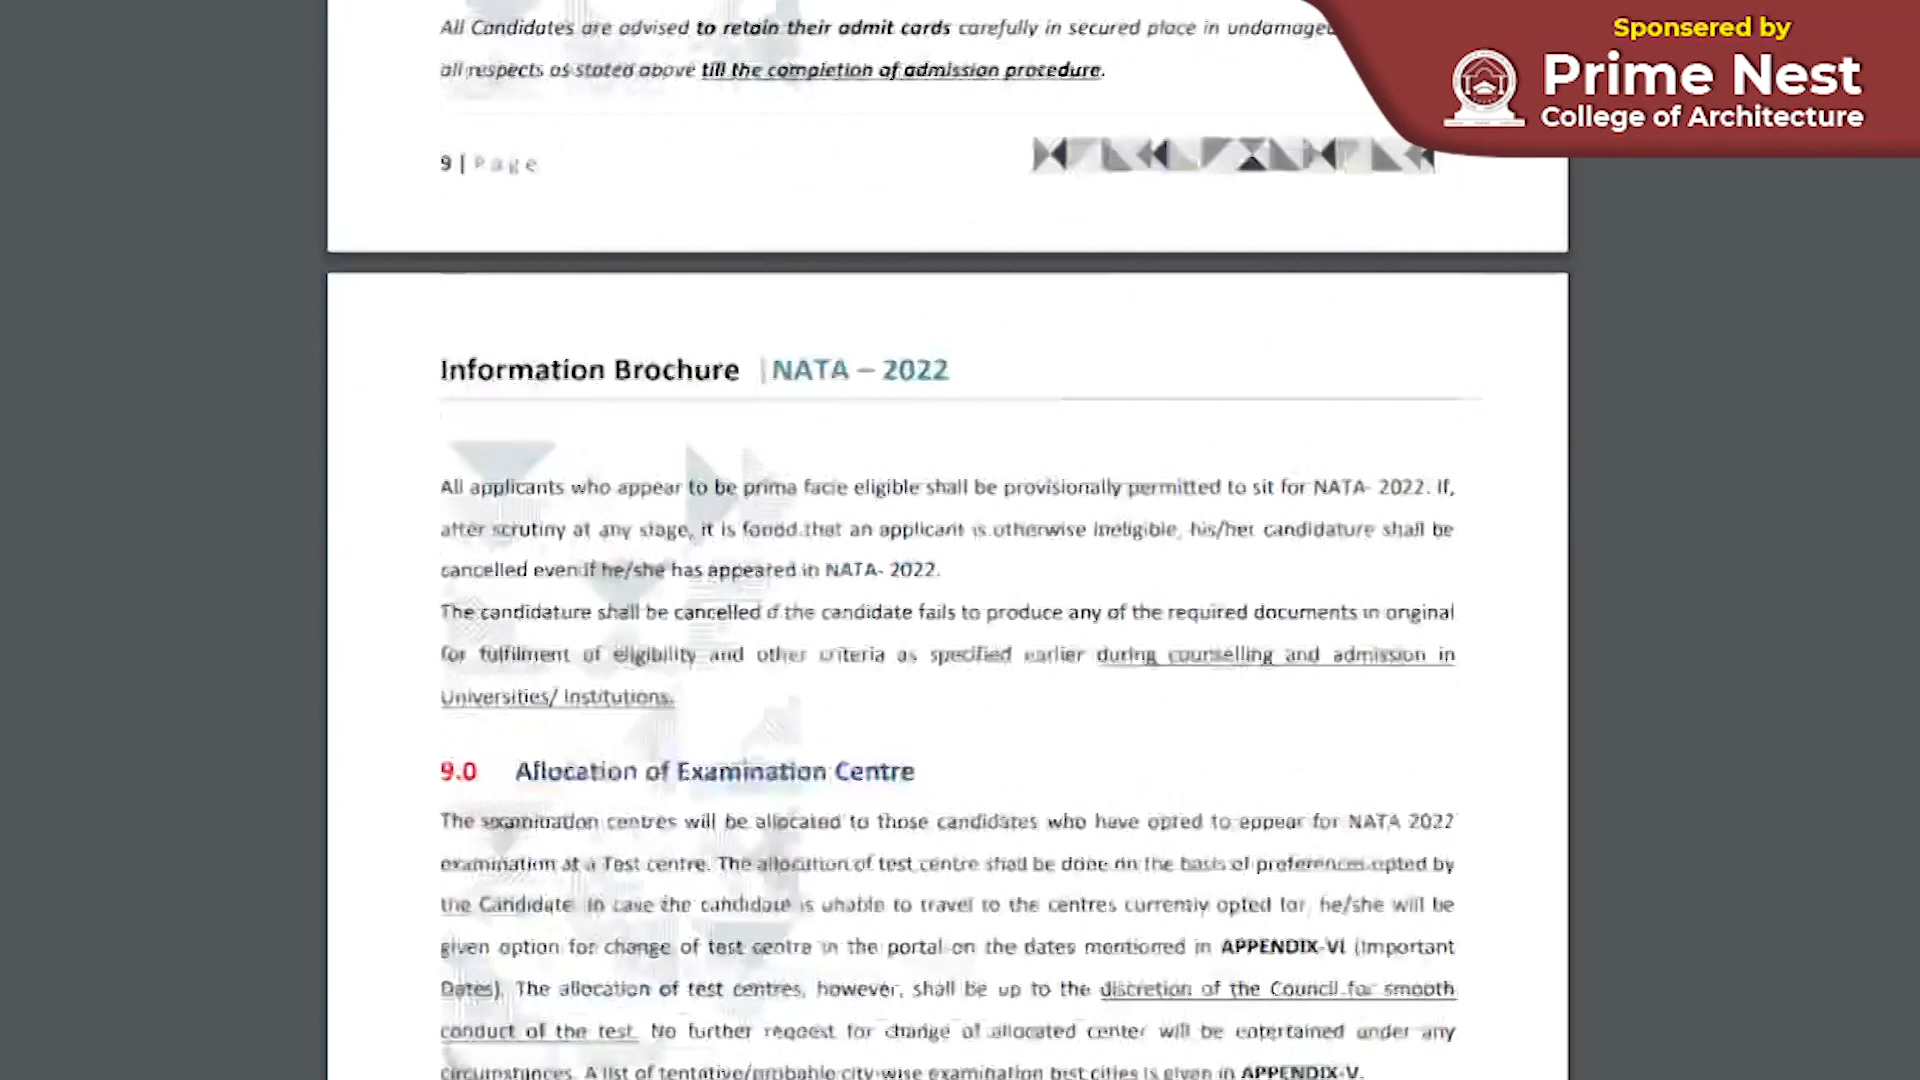 All Candidates are advised to retain their admit cards carefully in secured place in undamaged
all respects as stated above till the completion of admission procedure.
Sponsered by
Prime Nest
College of Architecture
9 | Page
Information Brochure | NATA – 2022
All applicants who appear to be prima facie eligible shall be provisionally permitted to sit for NATA- 2022. If,
after scrutiny at any stage, it is found that an applicant is otherwise ineligible, his/her candidature shall be
cancelled even if he/she has appeared in NATA- 2022.
The candidature shall be cancelled if the candidate fails to produce any of the required documents in original
for fulfilment of eligibility and other criteria as specified earlier during counselling and admission in
Universities/ Institutions.
9.0 Allocation of Examination Centre
The examination centres will be allocated to those candidates who have opted to appear for NATA 2022
examination at a Test centre. The allocation of test centre shall be done on the basis of preferences opted by
the Candidate. In case the candidate is unable to travel to the centres currently opted for, he/she will be
given option for change of test centre in the portal on the dates mentioned in APPENDIX-VI (Important
Dates). The allocation of test centres, however, shall be up to the discretion of the Council for smooth
conduct of the test. No further request for change of allocated center will be entertained under any
circumstances. A list of tentative/probable city-wise examination test cities is given in APPENDIX-V.